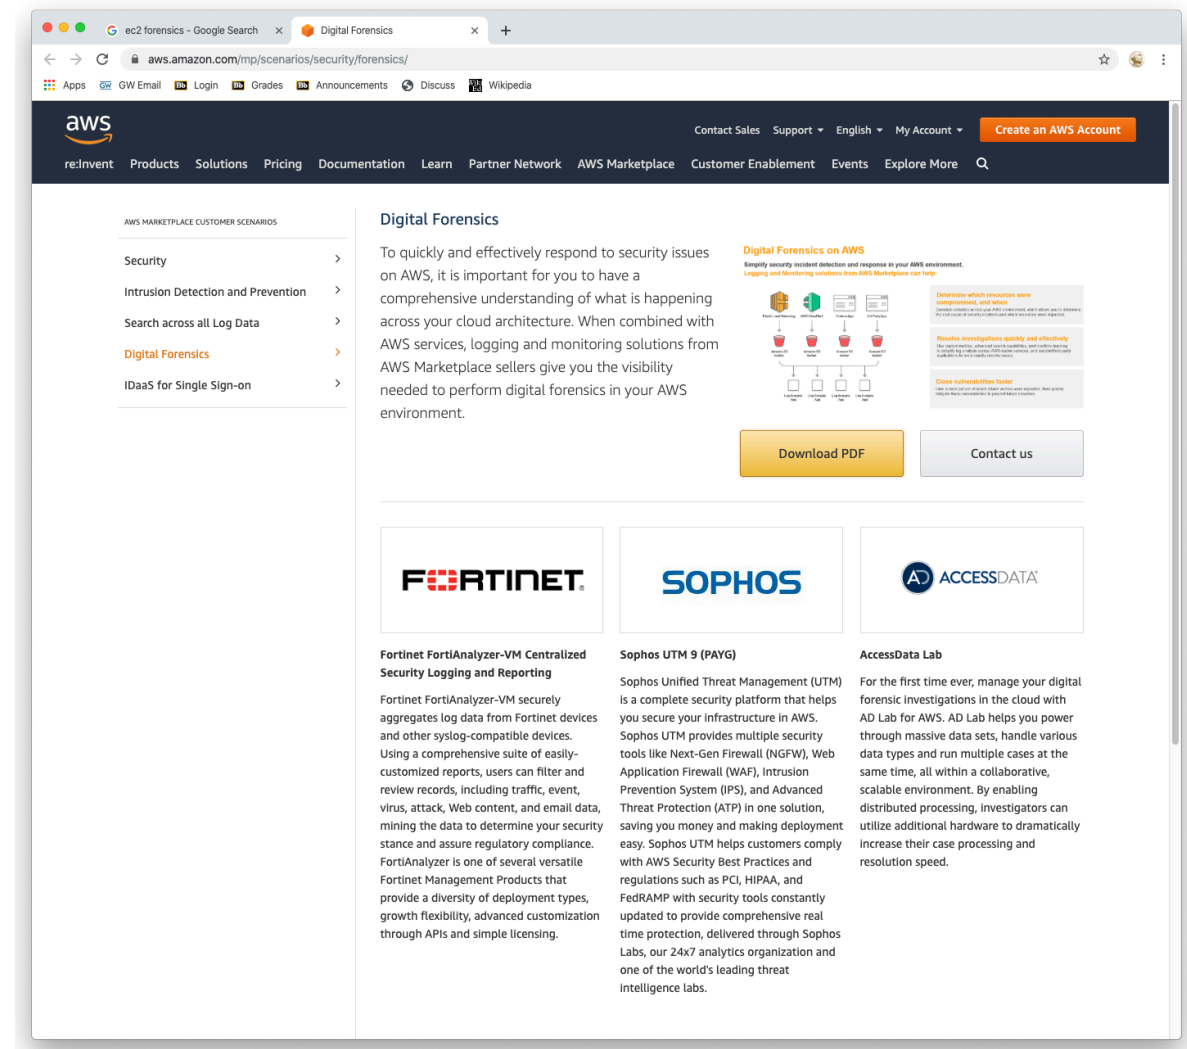 ec2 forensics - Google Search
Digital Forensics
aws.amazon.com/mp/scenarios/security/forensics/
Apps GW GW Email Bb Login Bb Grades Bb Announcements Discuss Wikipedia
aws
Contact Sales Support English My Account Create an AWS Account
re:Invent Products Solutions Pricing Documentation Learn Partner Network AWS Marketplace Customer Enablement Events Explore More
AWS MARKETPLACE CUSTOMER SCENARIOS
Security
Intrusion Detection and Prevention
Search across all Log Data
Digital Forensics
IDaaS for Single Sign-on
Digital Forensics
To quickly and effectively respond to security issues
on AWS, it is important for you to have a
comprehensive understanding of what is happening
across your cloud architecture. When combined with
AWS services, logging and monitoring solutions from
AWS Marketplace sellers give you the visibility
needed to perform digital forensics in your AWS
environment.
Digital Forensics on AWS
Simplify security incident detection and response in your AWS environment.
Logging and Monitoring solutions from AWS Marketplace can help:
Determine which resources were
compromised, and when
Resolve investigations quickly and effectively
Close vulnerabilities faster
Download PDF
Contact us
FORTINET®
Fortinet FortiAnalyzer-VM Centralized
Security Logging and Reporting
Fortinet FortiAnalyzer-VM securely
aggregates log data from Fortinet devices
and other syslog-compatible devices.
Using a comprehensive suite of easily-
customized reports, users can filter and
review records, including traffic, event,
virus, attack, Web content, and email data,
mining the data to determine your security
stance and assure regulatory compliance.
FortiAnalyzer is one of several versatile
Fortinet Management Products that
provide a diversity of deployment types,
growth flexibility, advanced customization
through APIs and simple licensing.
SOPHOS
Sophos UTM 9 (PAYG)
Sophos Unified Threat Management (UTM)
is a complete security platform that helps
you secure your infrastructure in AWS.
Sophos UTM provides multiple security
tools like Next-Gen Firewall (NGFW), Web
Application Firewall (WAF), Intrusion
Prevention System (IPS), and Advanced
Threat Protection (ATP) in one solution,
saving you money and making deployment
easy. Sophos UTM helps customers comply
with AWS Security Best Practices and
regulations such as PCI, HIPAA, and
FedRAMP with security tools constantly
updated to provide comprehensive real
time protection, delivered through Sophos
Labs, our 24x7 analytics organization and
one of the world's leading threat
intelligence labs.
AD ACCESSDATA
AccessData Lab
For the first time ever, manage your digital
forensic investigations in the cloud with
AD Lab for AWS. AD Lab helps you power
through massive data sets, handle various
data types and run multiple cases at the
same time, all within a collaborative,
scalable environment. By enabling
distributed processing, investigators can
utilize additional hardware to dramatically
increase their case processing and
resolution speed.